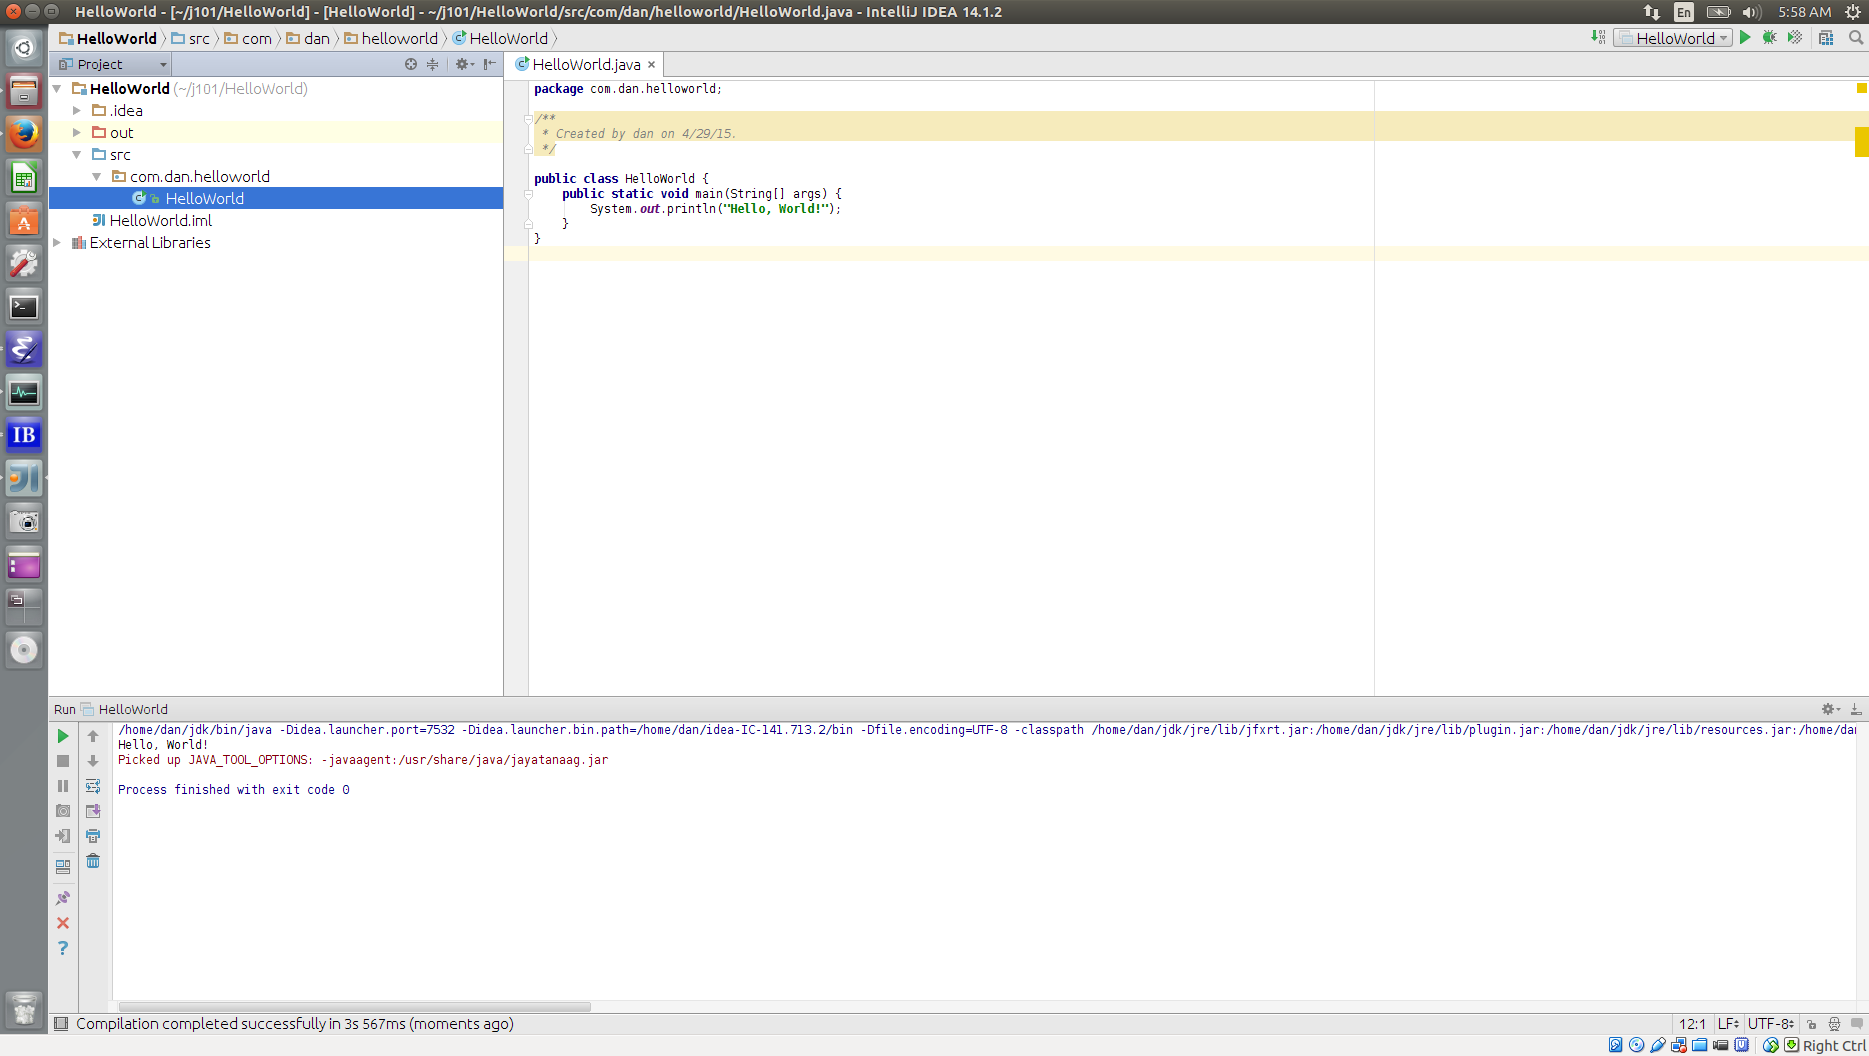 HelloWorld - [~/j101/HelloWorld] - [HelloWorld] - ~/j101/HelloWorld/src/com/dan/helloworld/HelloWorld.java - IntelliJ IDEA 14.1.2
En
5:58 AM
HelloWorld
src
com
dan
helloworld
HelloWorld
HelloWorld
Project
HelloWorld.java
HelloWorld (~/j101/HelloWorld)
.idea
out
src
com.dan.helloworld
HelloWorld
HelloWorld.iml
External Libraries
package com.dan.helloworld;
/**
* Created by dan on 4/29/15.
*/
public class HelloWorld {
public static void main(String[] args) {
System.out.println("Hello, World!");
}
}
IB
Run HelloWorld
/home/dan/jdk/bin/java -Didea.launcher.port=7532 -Didea.launcher.bin.path=/home/dan/idea-IC-141.713.2/bin -Dfile.encoding=UTF-8 -classpath /home/dan/jdk/jre/lib/jfxrt.jar:/home/dan/jdk/jre/lib/plugin.jar:/home/dan/jdk/jre/lib/resources.jar:/home/dan
Hello, World!
Picked up JAVA_TOOL_OPTIONS: -javaagent:/usr/share/java/jayatanaag.jar
Process finished with exit code 0
Compilation completed successfully in 3s 567ms (moments ago)
12:1
LF
UTF-8
Right Ctrl